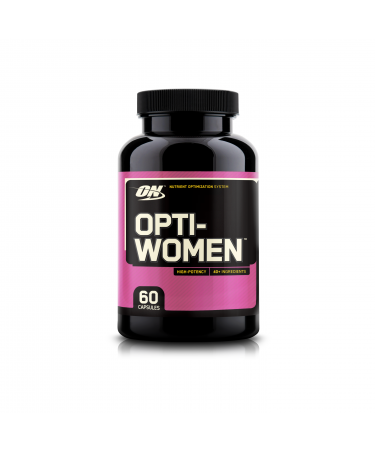 ON NUTRIENT OPTIMIZATION SYSTEM
OPTI-
WOMEN™
HIGH-POTENCY 40+ INGREDIENTS
60
CAPSULES